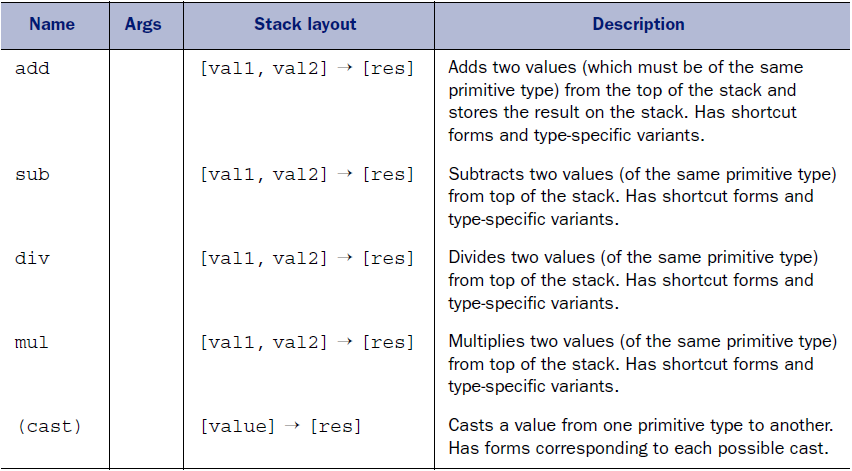 Name Args Stack layout Description
add [val1, val2] → [res] Adds two values (which must be of the same
primitive type) from the top of the stack and
stores the result on the stack. Has shortcut
forms and type-specific variants.
sub [val1, val2] → [res] Subtracts two values (of the same primitive type)
from top of the stack. Has shortcut forms and
type-specific variants.
div [val1, val2] → [res] Divides two values (of the same primitive type)
from top of the stack. Has shortcut forms and
type-specific variants.
mul [val1, val2] → [res] Multiplies two values (of the same primitive type)
from top of the stack. Has shortcut forms and
type-specific variants.
(cast) [value] → [res] Casts a value from one primitive type to another.
Has forms corresponding to each possible cast.